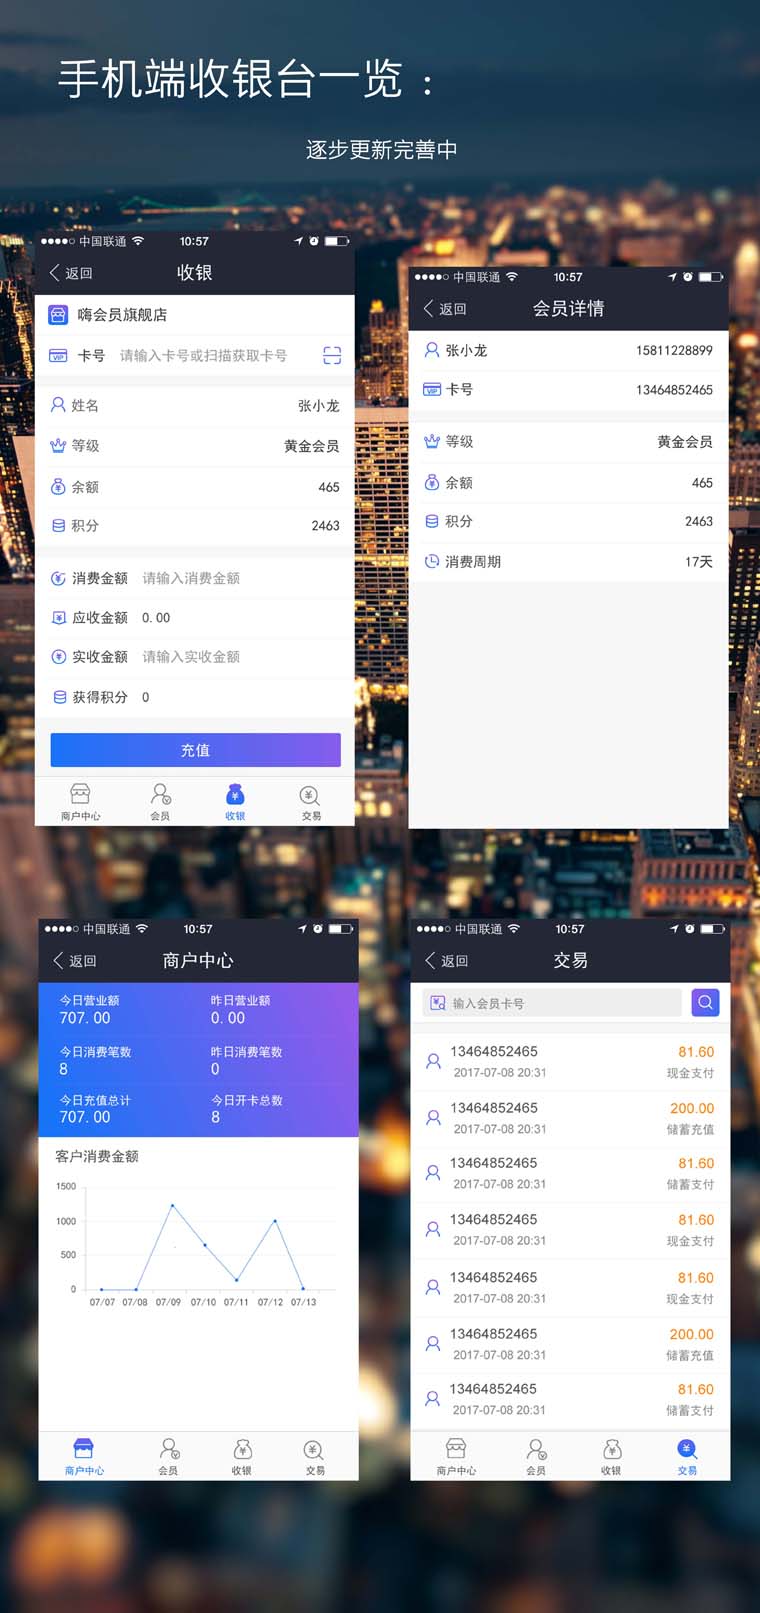 手机端收银台一览：
逐步更新完善中
中国联通 10:57
返回 收银
嗨会员旗舰店
VIP 卡号 请输入卡号或扫描获取卡号
姓名 张小龙
等级 黄金会员
余额 465
积分 2463
消费金额 请输入消费金额
应收金额 0.00
实收金额 请输入实收金额
获得积分 0
充值
商户中心 会员 收银 交易
中国联通 10:57
返回 会员详情
张小龙 15811228899
VIP 卡号 13464852465
等级 黄金会员
余额 465
积分 2463
消费周期 17天
中国联通 10:57
返回 商户中心
今日营业额 昨日营业额
707.00 0.00
今日消费笔数 昨日消费笔数
8 0
今日充值总计 今日开卡总数
707.00 8
客户消费金额
1500
1000
500
0
07/07 07/08 07/09 07/10 07/11 07/12 07/13
商户中心 会员 收银 交易
中国联通 10:57
返回 交易
输入会员卡号
13464852465 81.60
2017-07-08 20:31 现金支付
13464852465 200.00
2017-07-08 20:31 储蓄充值
13464852465 81.60
2017-07-08 20:31 储蓄支付
13464852465 81.60
2017-07-08 20:31 现金支付
13464852465 81.60
2017-07-08 20:31 现金支付
13464852465 200.00
2017-07-08 20:31 储蓄充值
13464852465 81.60
2017-07-08 20:31 储蓄支付
商户中心 会员 收银 交易